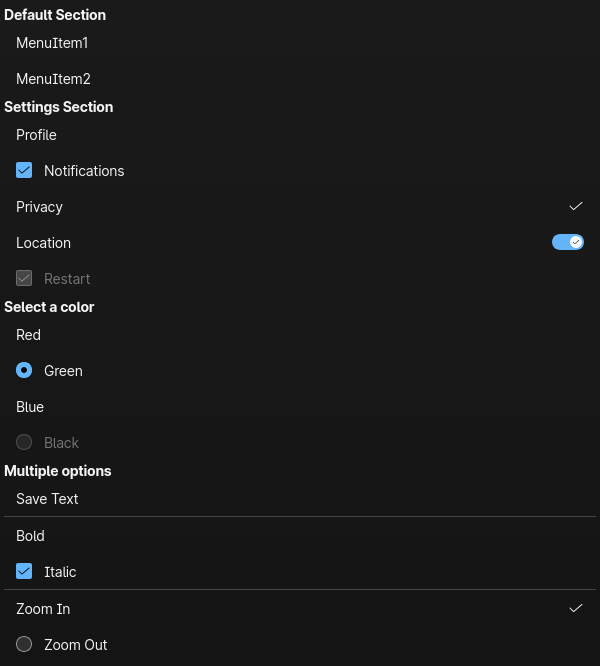 Default Section
MenuItem1
MenuItem2
Settings Section
Profile
Notifications
Privacy
Location
Restart
Select a color
Red
Green
Blue
Black
Multiple options
Save Text
Bold
Italic
Zoom In
Zoom Out